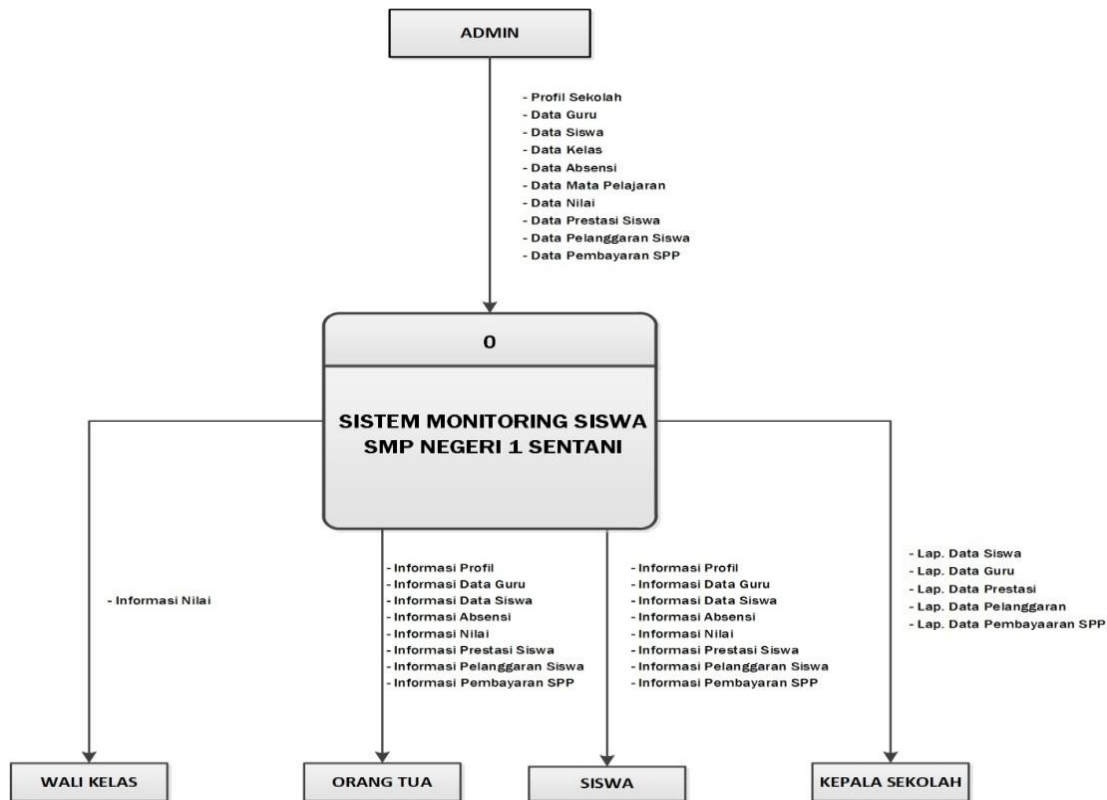 ADMIN
- Profil Sekolah
- Data Guru
- Data Siswa
- Data Kelas
- Data Absensi
- Data Mata Pelajaran
- Data Nilai
- Data Prestasi Siswa
- Data Pelanggaran Siswa
- Data Pembayaran SPP
0
SISTEM MONITORING SISWA
SMP NEGERI 1 SENTANI
- Informasi Nilai
- Informasi Profil
- Informasi Data Guru
- Informasi Data Siswa
- Informasi Absensi
- Informasi Nilai
- Informasi Prestasi Siswa
- Informasi Pelanggaran Siswa
- Informasi Pembayaran SPP
- Informasi Profil
- Informasi Data Guru
- Informasi Data Siswa
- Informasi Absensi
- Informasi Nilai
- Informasi Prestasi Siswa
- Informasi Pelanggaran Siswa
- Informasi Pembayaran SPP
- Lap. Data Siswa
- Lap. Data Guru
- Lap. Data Prestasi
- Lap. Data Pelanggaran
- Lap. Data Pembayaaran SPP
WALI KELAS
ORANG TUA
SISWA
KEPALA SEKOLAH